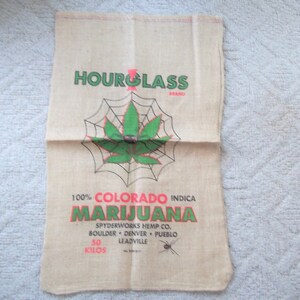 HOURGLASS
BRAND
100% COLORADO INDICA
MARIJUANA
SPYDERWORKS HEMP CO.
BOULDER • DENVER • PUEBLO
LEADVILLE
50
KILOS